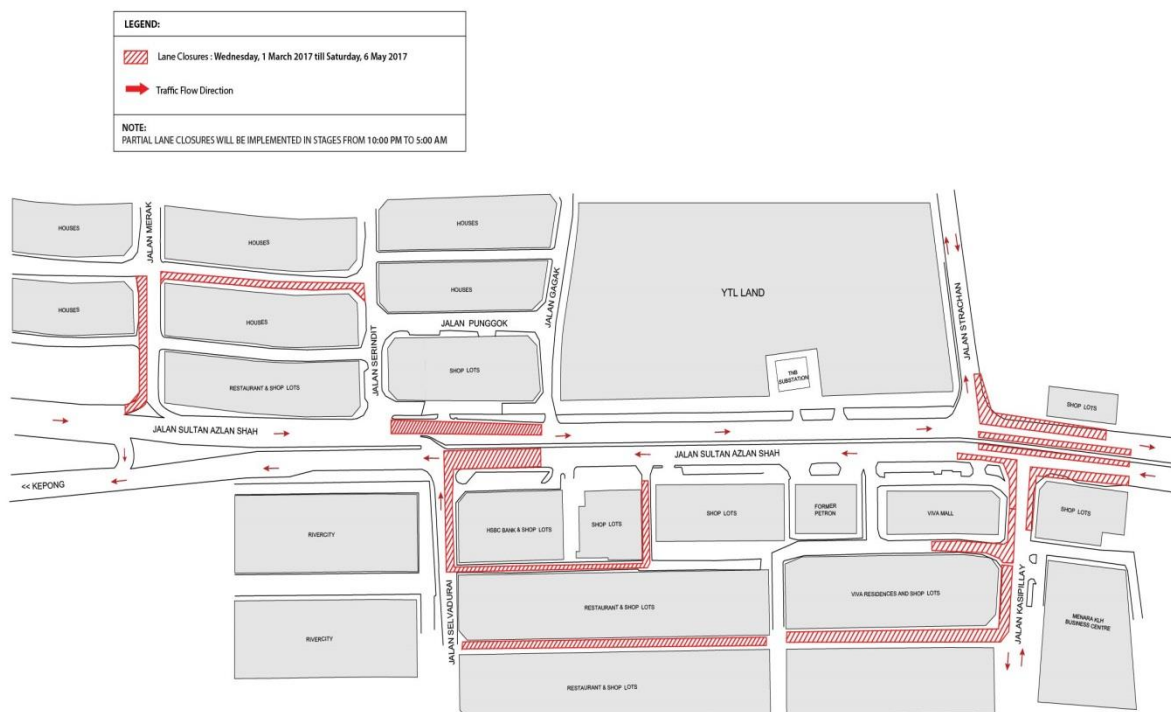 LEGEND:
Lane Closures : Wednesday, 1 March 2017 till Saturday, 6 May 2017
Traffic Flow Direction
NOTE:
PARTIAL LANE CLOSURES WILL BE IMPLEMENTED IN STAGES FROM 10:00 PM TO 5:00 AM
HOUSES
JALAN MERAK
HOUSES
HOUSES
HOUSES
HOUSES
HOUSES
JALAN GAGAK
YTL LAND
JALAN STRACHAN
JALAN PUNGGOK
JALAN SERINDIT
SHOP LOTS
TNB
SUBSTATION
RESTAURANT & SHOP LOTS
SHOP LOTS
JALAN SULTAN AZLAN SHAH
JALAN SULTAN AZLAN SHAH
<< KEPONG
RIVERCITY
HSBC BANK & SHOP LOTS
SHOP LOTS
SHOP LOTS
FORMER
PETRON
VIVA MALL
SHOP LOTS
JALAN SELVADURAI
RESTAURANT & SHOP LOTS
VIVA RESIDENCES AND SHOP LOTS
JALAN KASIPILLAY
MENARA KLH
BUSINESS CENTRE
RIVERCITY
RESTAURANT & SHOP LOTS